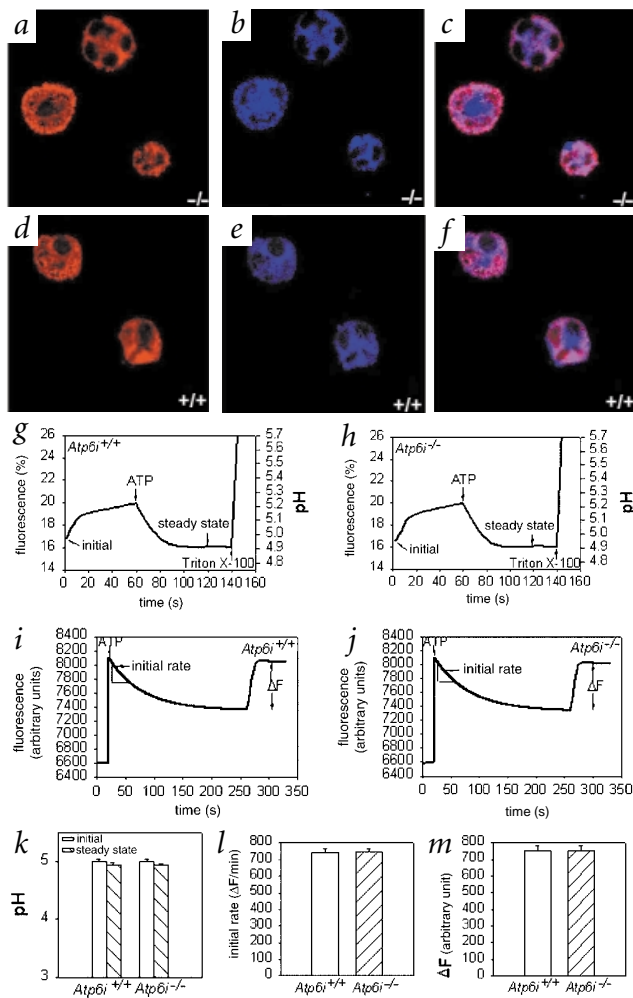 a
b
c
-/-
-/-
-/-
d
e
f
+/+
+/+
+/+
g
Atp6i+/+
fluorescence (%)
26
24
22
20
18
16
14
ATP
steady state
initial
Triton X-100
5.7
5.6
5.5
5.4
5.3
5.2
5.1
5.0
4.9
4.8
pH
0 20 40 60 80 100 120 140 160
time (s)
h
Atp6i-/-
fluorescence (%)
26
24
22
20
18
16
14
ATP
steady state
initial
Triton X-100
5.7
5.6
5.5
5.4
5.3
5.2
5.1
5.0
4.9
4.8
pH
0 20 40 60 80 100 120 140 160
time (s)
i
fluorescence
(arbitrary units)
8400
8200
8000
7800
7600
7400
7200
7000
6800
6600
6400
ATP
Atp6i+/+
initial rate
ΔF
0 50 100 150 200 250 300 350
time (s)
j
fluorescence
(arbitrary units)
8400
8200
8000
7800
7600
7400
7200
7000
6800
6600
6400
ATP
Atp6i-/-
initial rate
ΔF
0 50 100 150 200 250 300 350
time (s)
k
initial
steady state
pH
5
4
3
Atp6i+/+ Atp6i-/-
l
initial rate (ΔF/min)
800
700
600
500
400
300
200
100
0
Atp6i+/+ Atp6i-/-
m
ΔF (arbitrary unit)
800
700
600
500
400
300
200
100
0
Atp6i+/+ Atp6i-/-